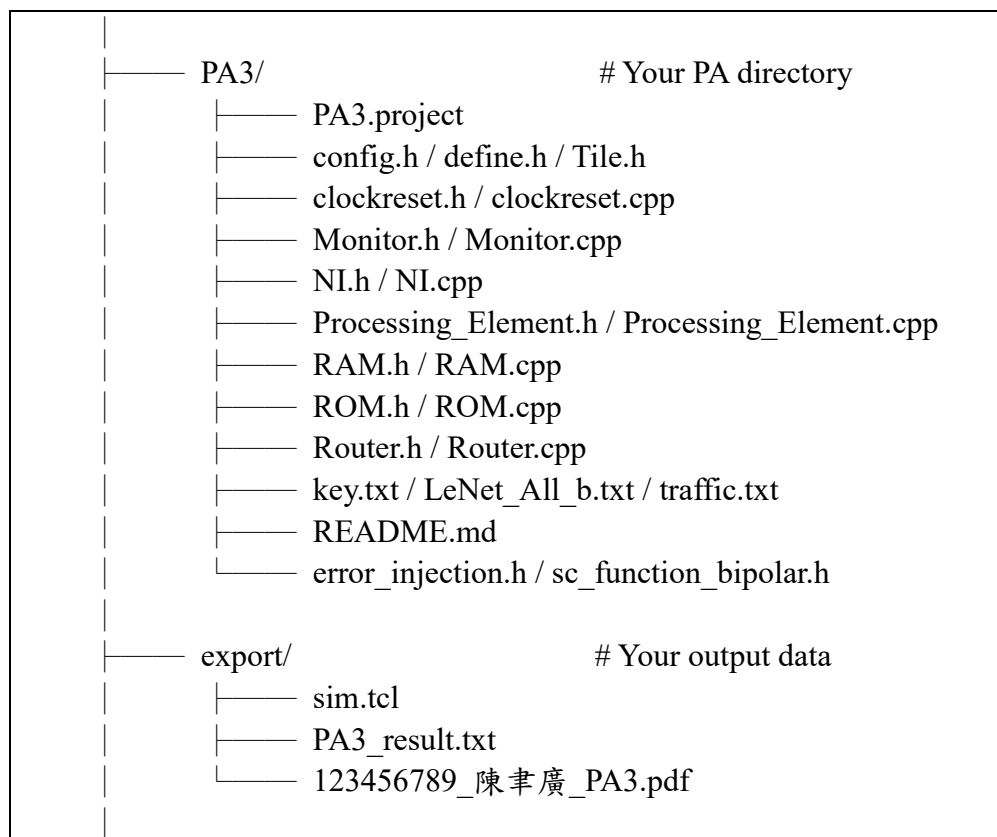 PA3/ # Your PA directory
PA3.project
config.h / define.h / Tile.h
clockreset.h / clockreset.cpp
Monitor.h / Monitor.cpp
NI.h / NI.cpp
Processing_Element.h / Processing_Element.cpp
RAM.h / RAM.cpp
ROM.h / ROM.cpp
Router.h / Router.cpp
key.txt / LeNet_All_b.txt / traffic.txt
README.md
error_injection.h / sc_function_bipolar.h
export/ # Your output data
sim.tcl
PA3_result.txt
123456789_陳聿廣_PA3.pdf